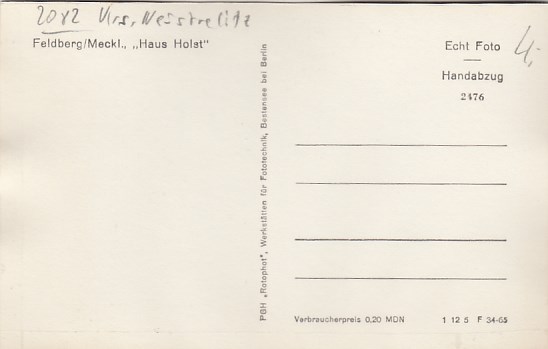 2082 Krs. Neustrelitz
Feldberg/Meckl., „Haus Holst"
Echt Foto
Handabzug
2476
4,-
PGH „Rotophot", Werkstätten für Fototechnik, Bestensee bei Berlin
Verbraucherpreis 0,20 MDN 1 12 5 F 34-65